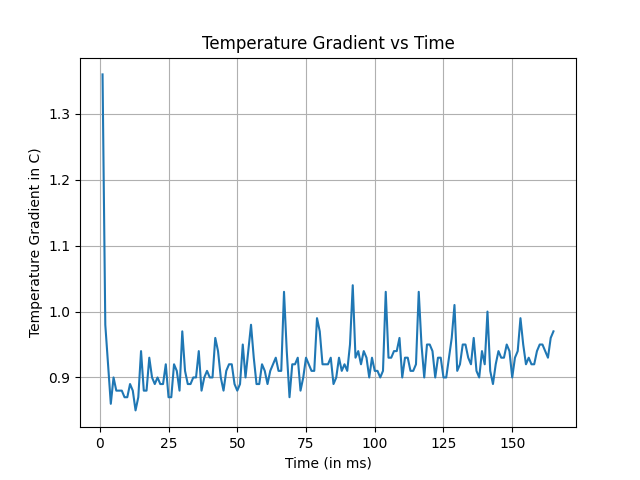 Temperature Gradient vs Time
Temperature Gradient in C)
1.3
1.2
1.1
1.0
0.9
0 25 50 75 100 125 150
Time (in ms)